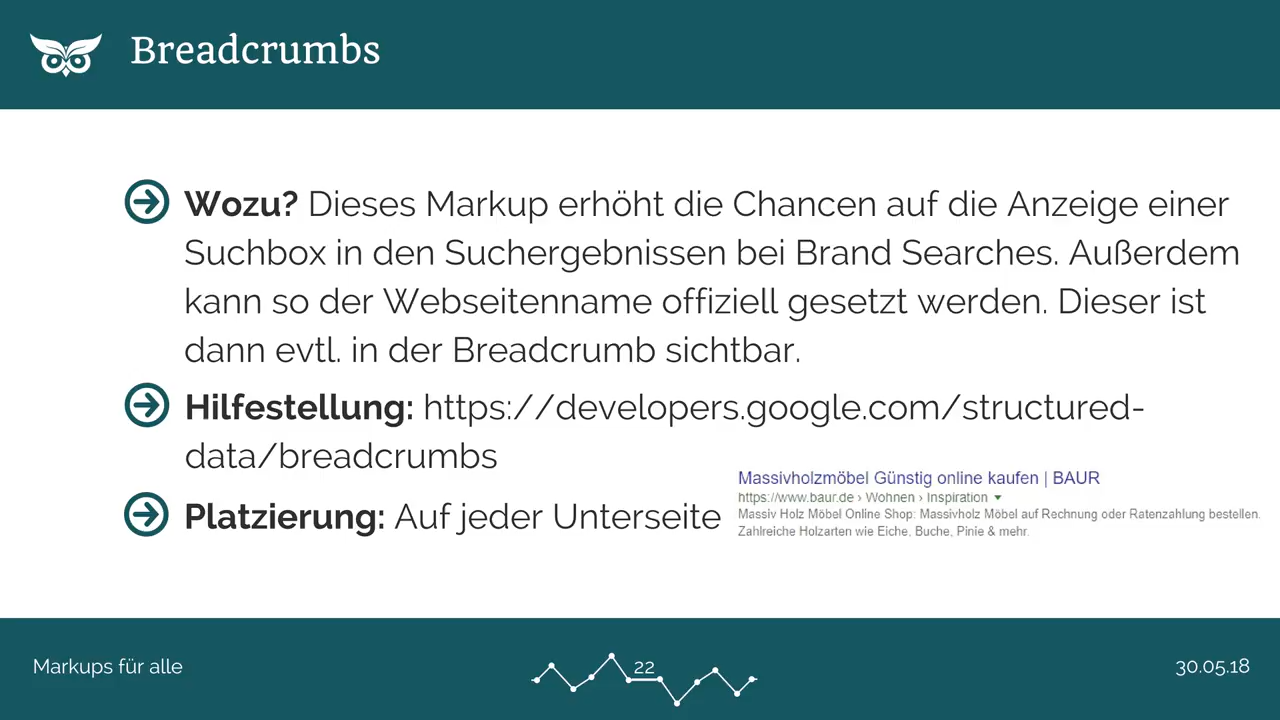 Breadcrumbs
Wozu? Dieses Markup erhöht die Chancen auf die Anzeige einer
Suchbox in den Suchergebnissen bei Brand Searches. Außerdem
kann so der Webseitenname offiziell gesetzt werden. Dieser ist
dann evtl. in der Breadcrumb sichtbar.
Hilfestellung: https://developers.google.com/structured-
data/breadcrumbs
Platzierung: Auf jeder Unterseite
Massivholzmöbel Günstig online kaufen | BAUR
https://www.baur.de › Wohnen › Inspiration
Massiv Holz Möbel Online Shop: Massivholz Möbel auf Rechnung oder Ratenzahlung bestellen.
Zahlreiche Holzarten wie Eiche, Buche, Pinie & mehr.
Markups für alle
22
30.05.18